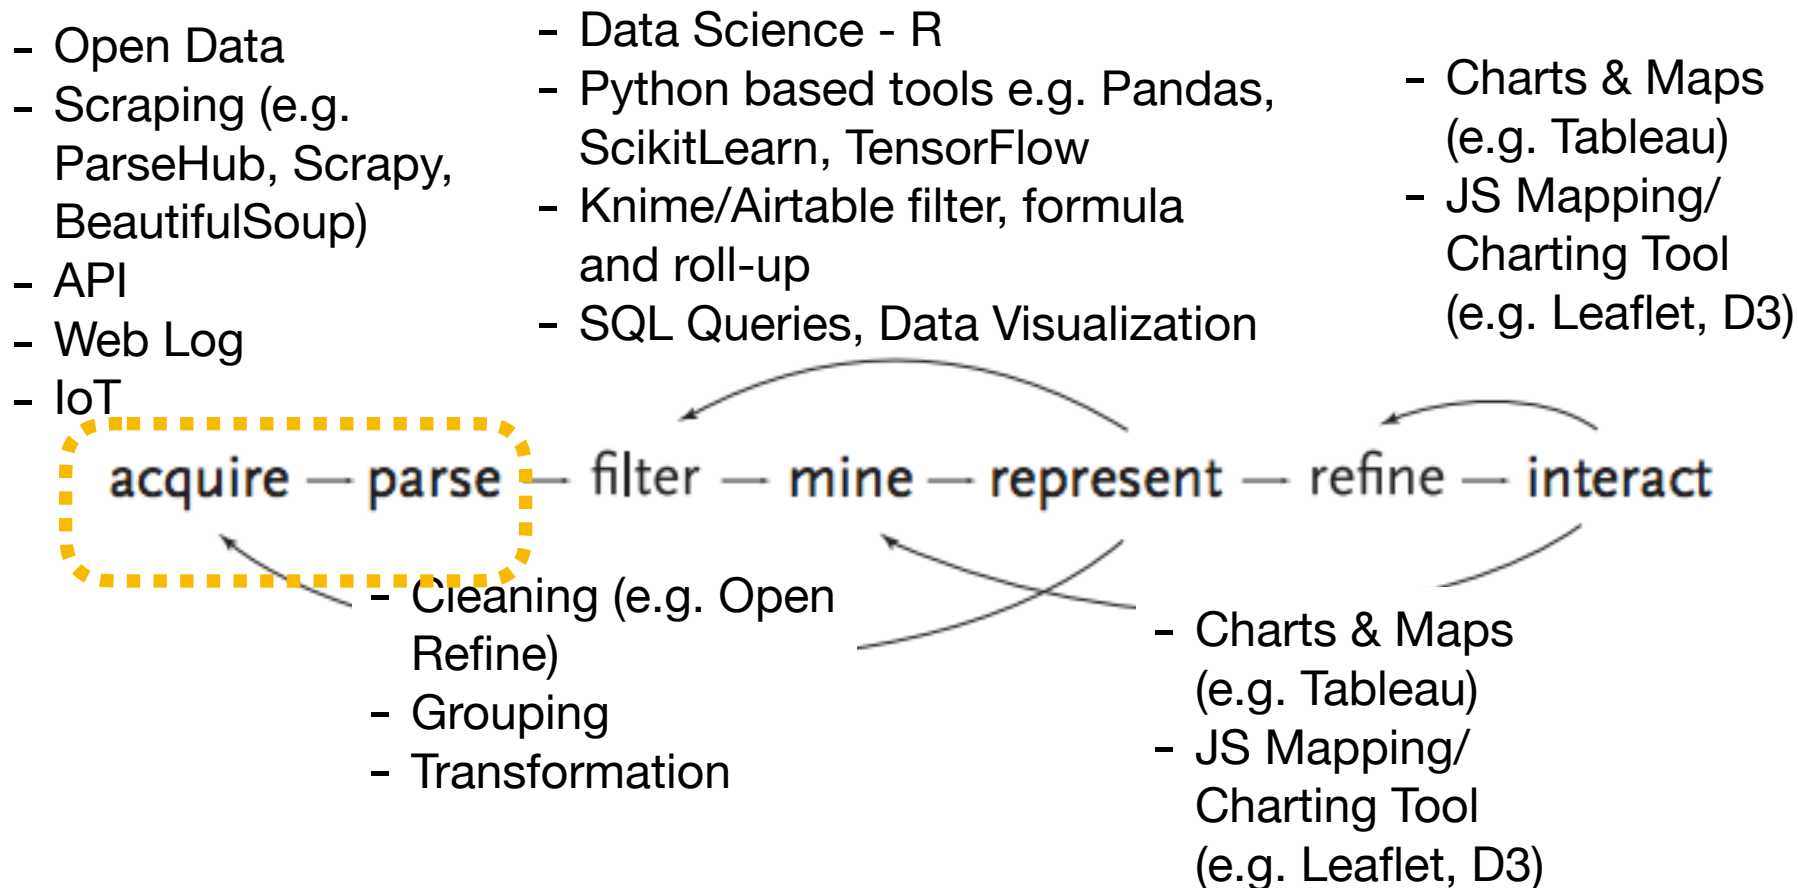 - Open Data
- Scraping (e.g.
ParseHub, Scrapy,
BeautifulSoup)
- API
- Web Log
- IoT
- Data Science - R
- Python based tools e.g. Pandas,
ScikitLearn, TensorFlow
- Knime/Airtable filter, formula
and roll-up
- SQL Queries, Data Visualization
- Charts & Maps
(e.g. Tableau)
- JS Mapping/
Charting Tool
(e.g. Leaflet, D3)
acquire — parse — filter — mine — represent — refine — interact
- Cleaning (e.g. Open
Refine)
- Grouping
- Transformation
- Charts & Maps
(e.g. Tableau)
- JS Mapping/
Charting Tool
(e.g. Leaflet, D3)